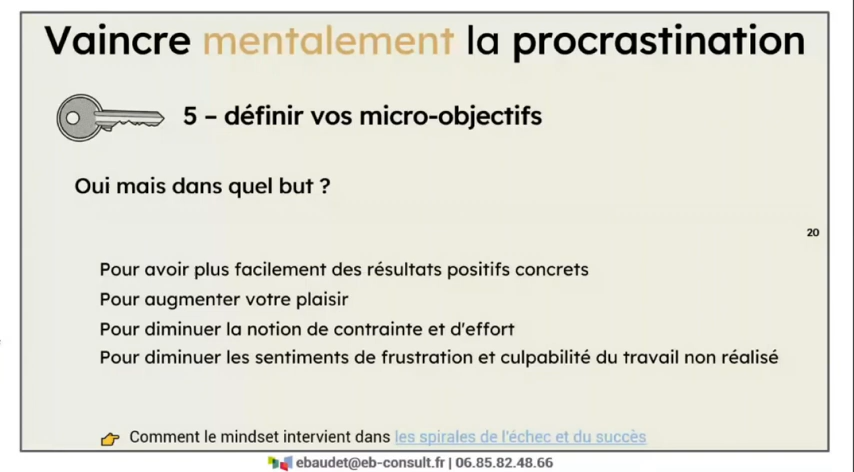 Vaincre mentalement la procrastination
5 – définir vos micro-objectifs
Oui mais dans quel but ?
20
Pour avoir plus facilement des résultats positifs concrets
Pour augmenter votre plaisir
Pour diminuer la notion de contrainte et d'effort
Pour diminuer les sentiments de frustration et culpabilité du travail non réalisé
👉 Comment le mindset intervient dans les spirales de l'échec et du succès
ebaudet@eb-consult.fr | 06.85.82.48.66